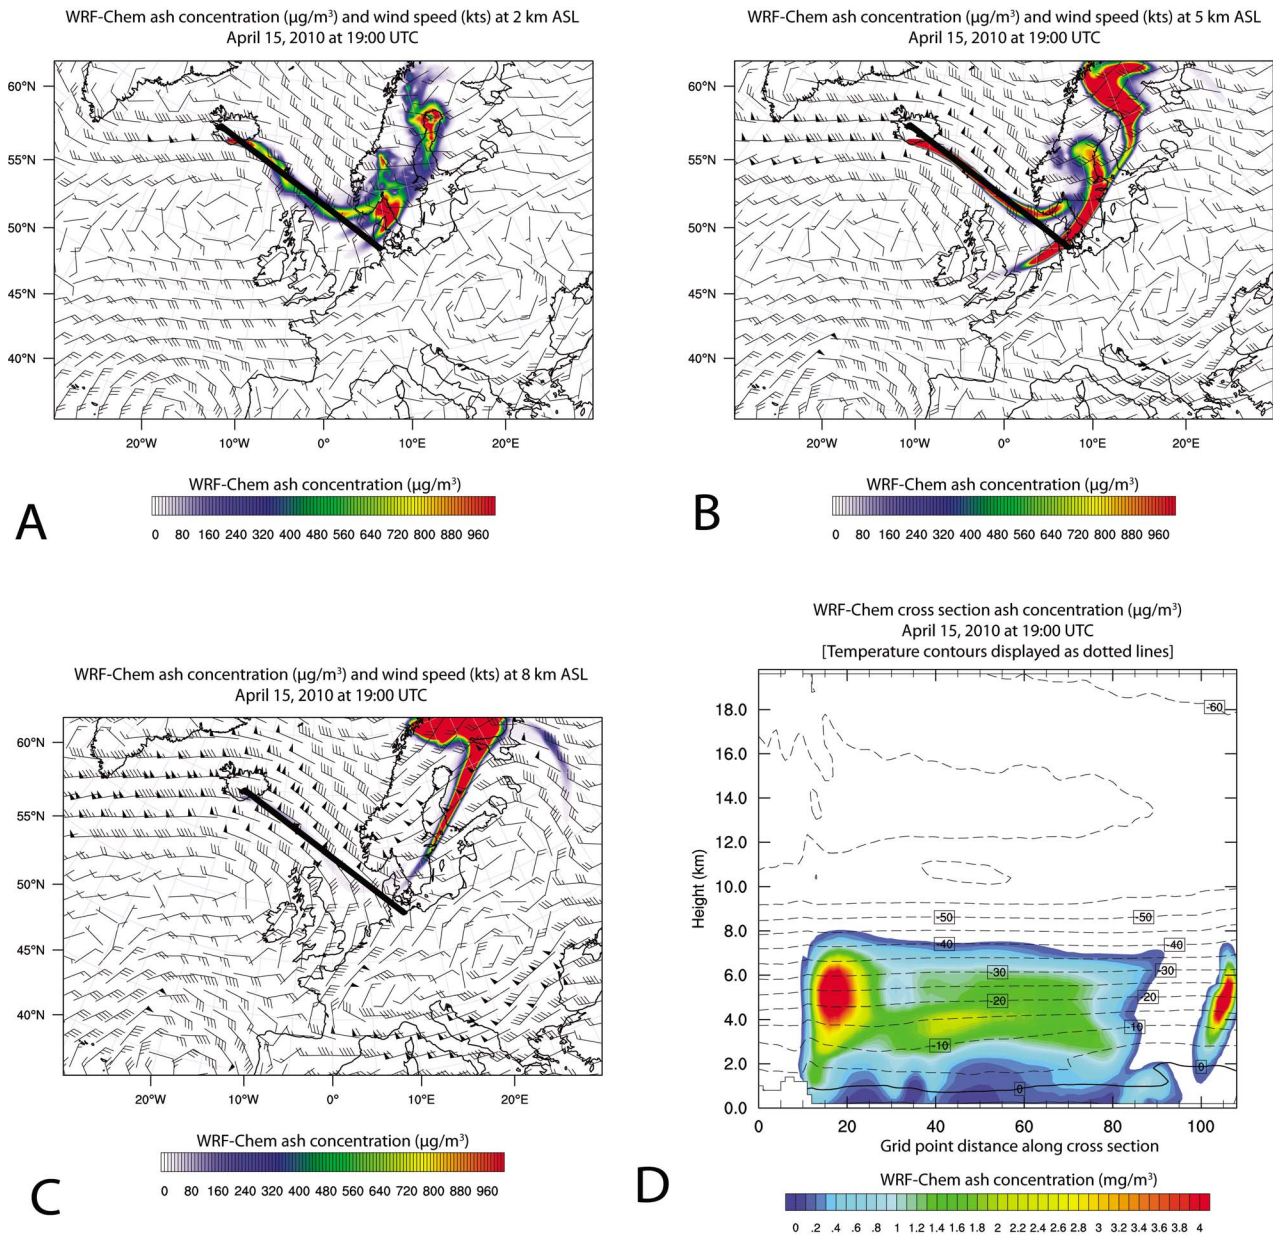 WRF-Chem ash concentration (µg/m³) and wind speed (kts) at 2 km ASL
April 15, 2010 at 19:00 UTC
60°N
55°N
50°N
45°N
40°N
20°W 10°W 0° 10°E 20°E
WRF-Chem ash concentration (µg/m³)
0 80 160 240 320 400 480 560 640 720 800 880 960
A
WRF-Chem ash concentration (µg/m³) and wind speed (kts) at 5 km ASL
April 15, 2010 at 19:00 UTC
60°N
55°N
50°N
45°N
40°N
20°W 10°W 0° 10°E 20°E
WRF-Chem ash concentration (µg/m³)
0 80 160 240 320 400 480 560 640 720 800 880 960
B
WRF-Chem ash concentration (µg/m³) and wind speed (kts) at 8 km ASL
April 15, 2010 at 19:00 UTC
60°N
55°N
50°N
45°N
40°N
20°W 10°W 0° 10°E 20°E
WRF-Chem ash concentration (µg/m³)
0 80 160 240 320 400 480 560 640 720 800 880 960
C
WRF-Chem cross section ash concentration (µg/m³)
April 15, 2010 at 19:00 UTC
[Temperature contours displayed as dotted lines]
Height (km)
18.0
16.0
14.0
12.0
10.0
8.0
6.0
4.0
2.0
0.0
-60
-50 -50
-40 -40
-30 -30
-20 -20
-10 -10
0 0
0 20 40 60 80 100
Grid point distance along cross section
WRF-Chem ash concentration (mg/m³)
0 .2 .4 .6 .8 1 1.2 1.4 1.6 1.8 2 2.2 2.4 2.6 2.8 3 3.2 3.4 3.6 3.8 4
D